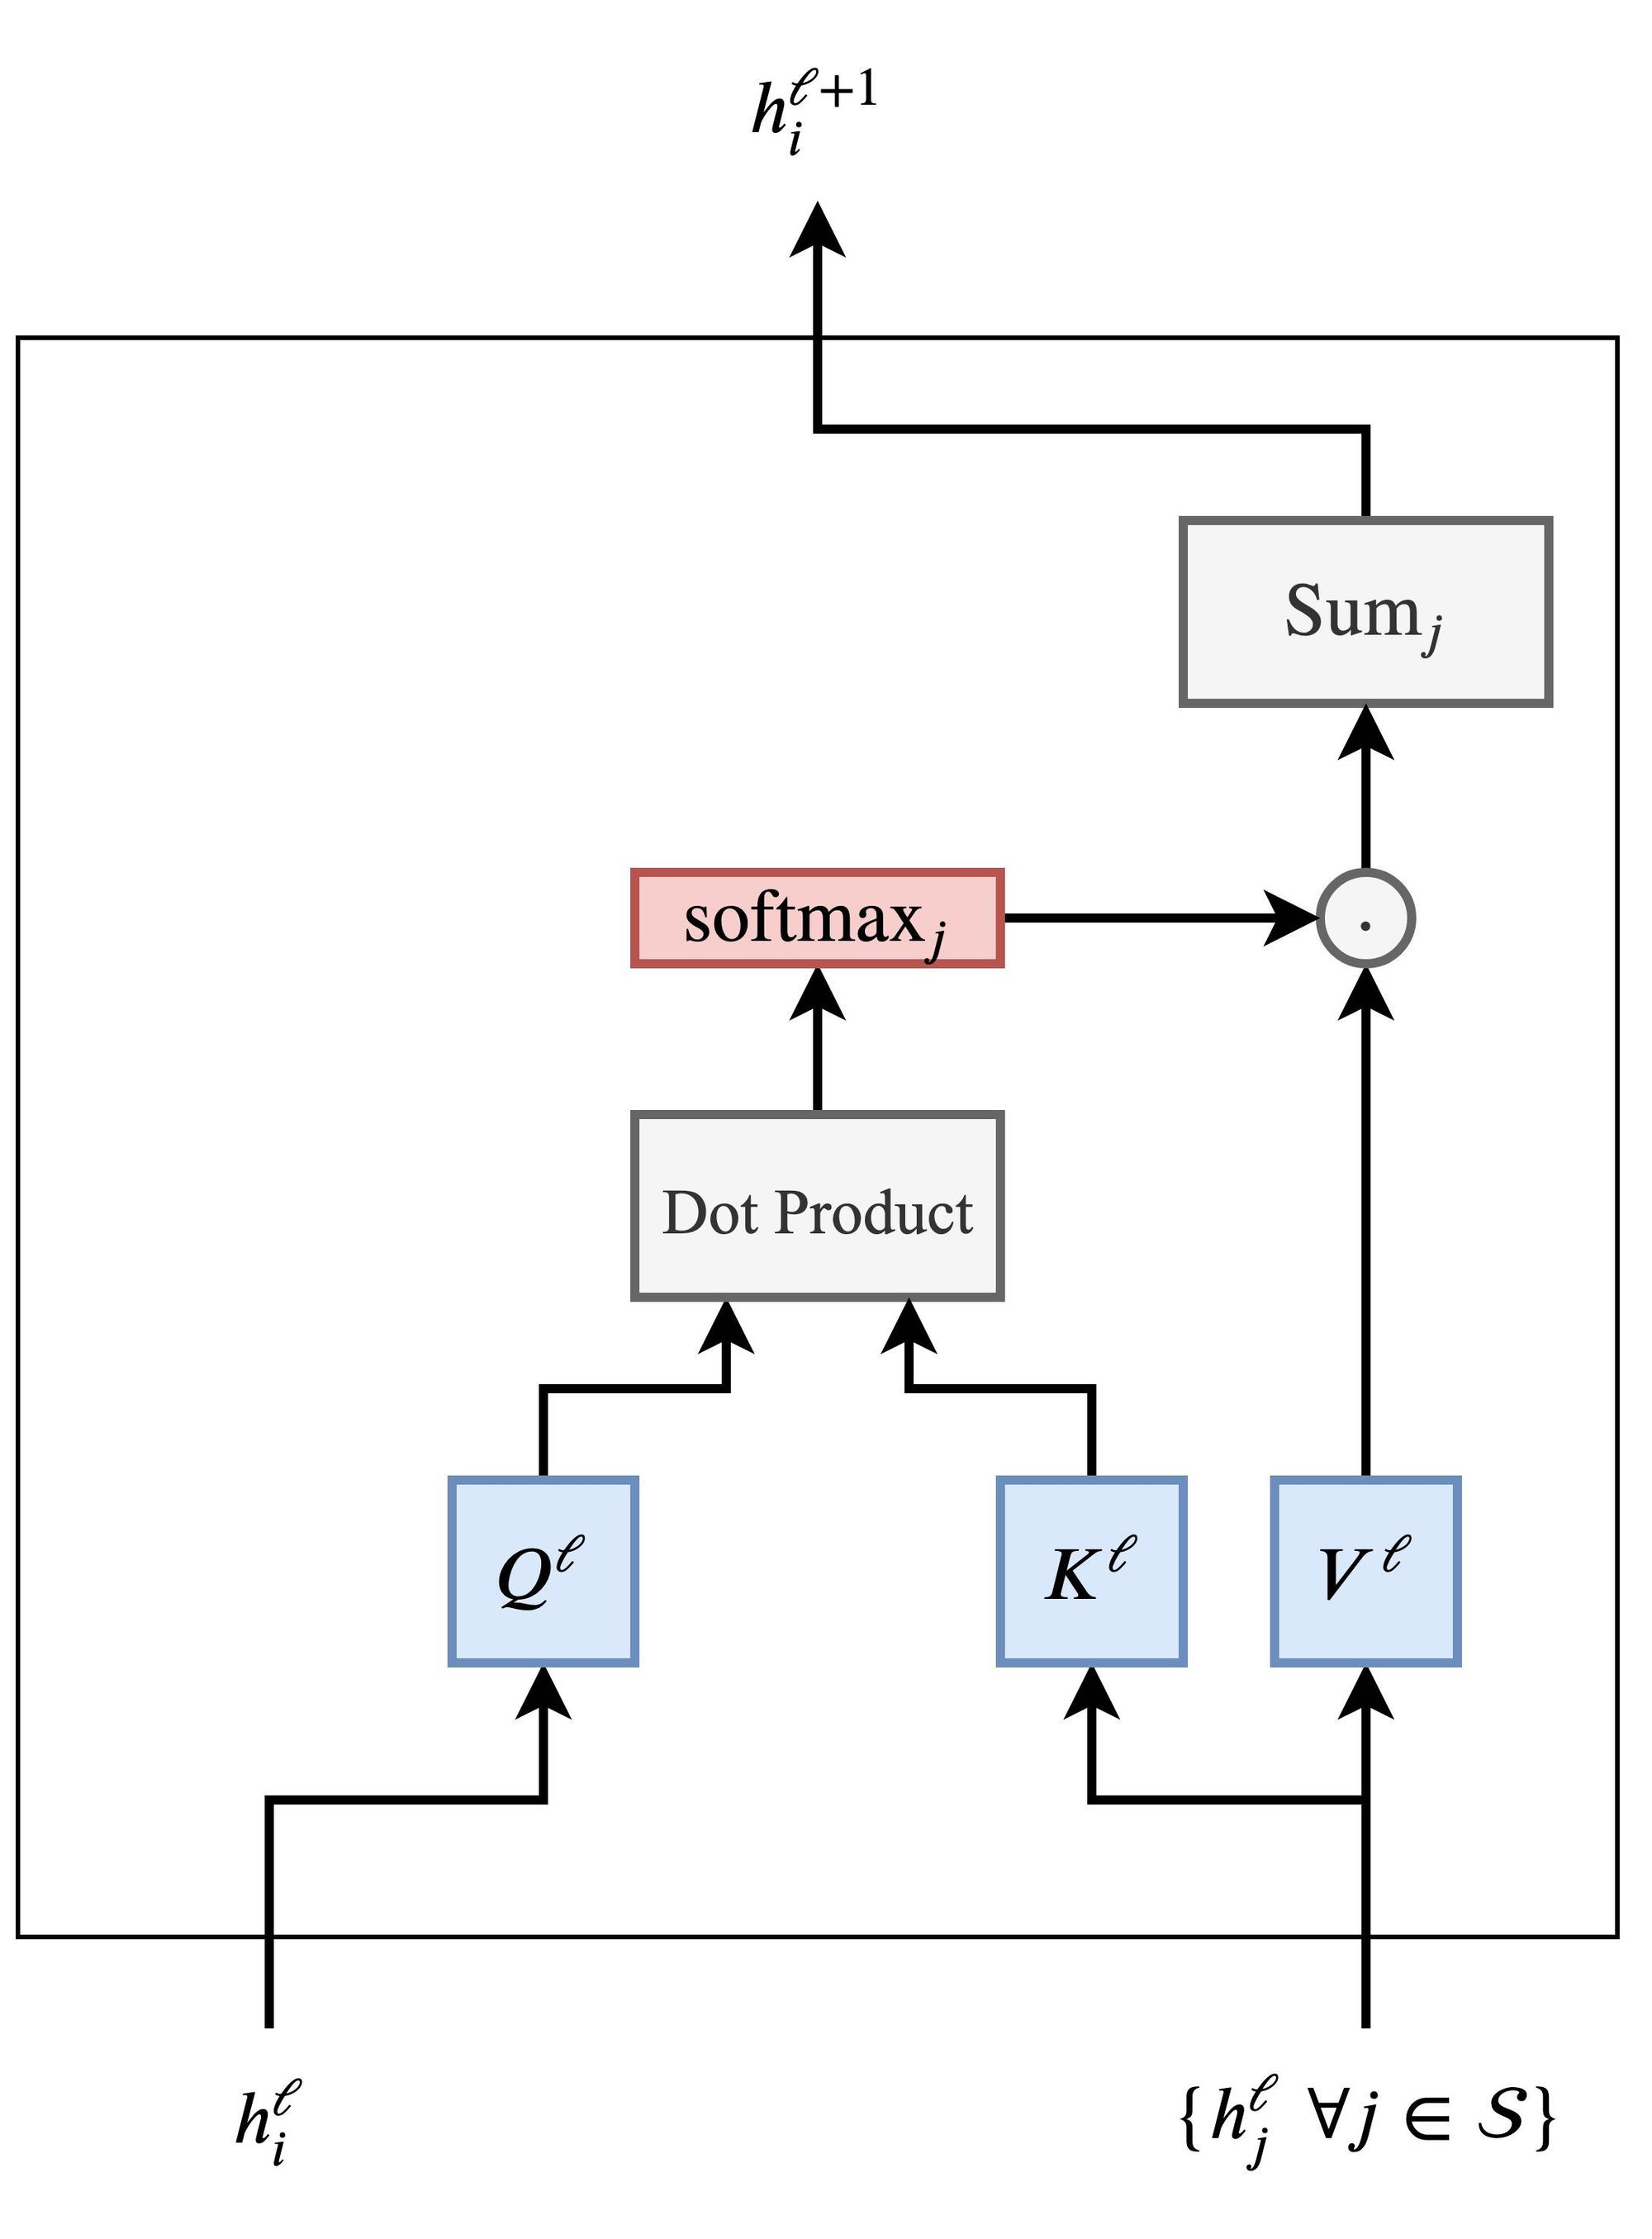 h_i^{ℓ+1}
Sum_j
softmax_j
.
Dot Product
Q^ℓ K^ℓ V^ℓ
h_i^ℓ {h_j^ℓ ∀j ∈ 𝒮}